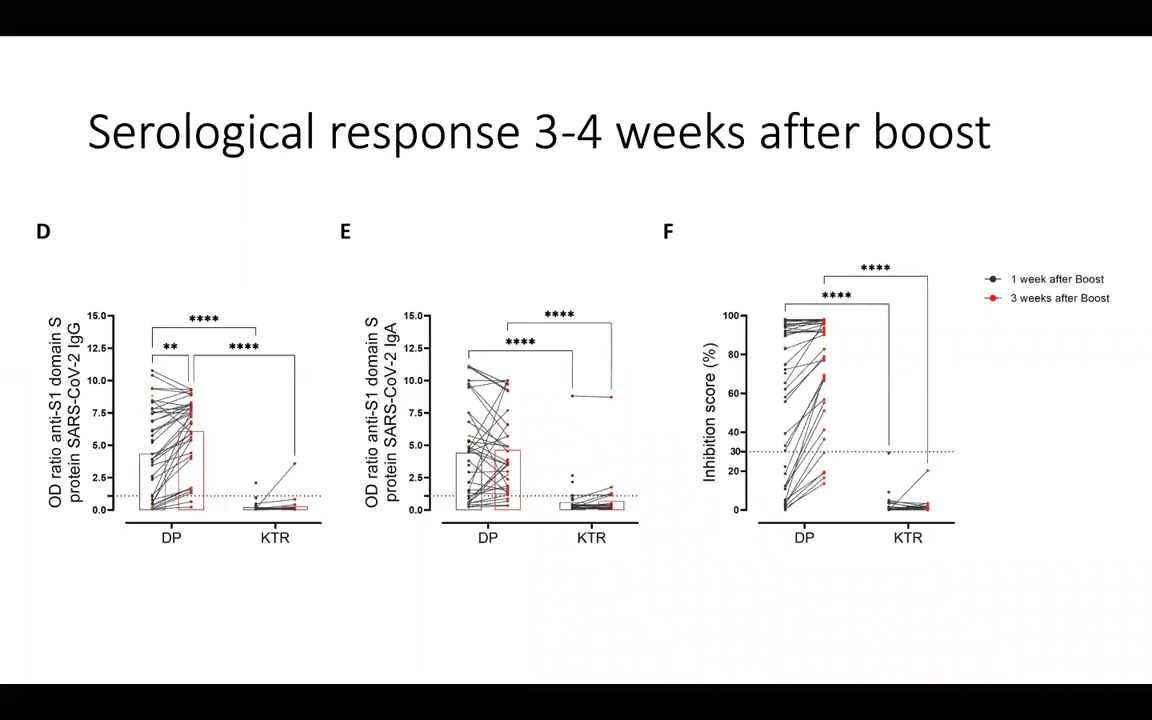 Serological response 3-4 weeks after boost
D
OD ratio anti-S1 domain S
protein SARS-CoV-2 IgG
15.0
12.5
10.0
7.5
5.0
2.5
0.0
****
**
****
DP
KTR
E
OD ratio anti-S1 domain S
protein SARS-CoV-2 IgA
15.0
12.5
10.0
7.5
5.0
2.5
0.0
****
****
DP
KTR
F
Inhibition score (%)
100
80
60
40
30
20
0
****
****
DP
KTR
1 week after Boost
3 weeks after Boost